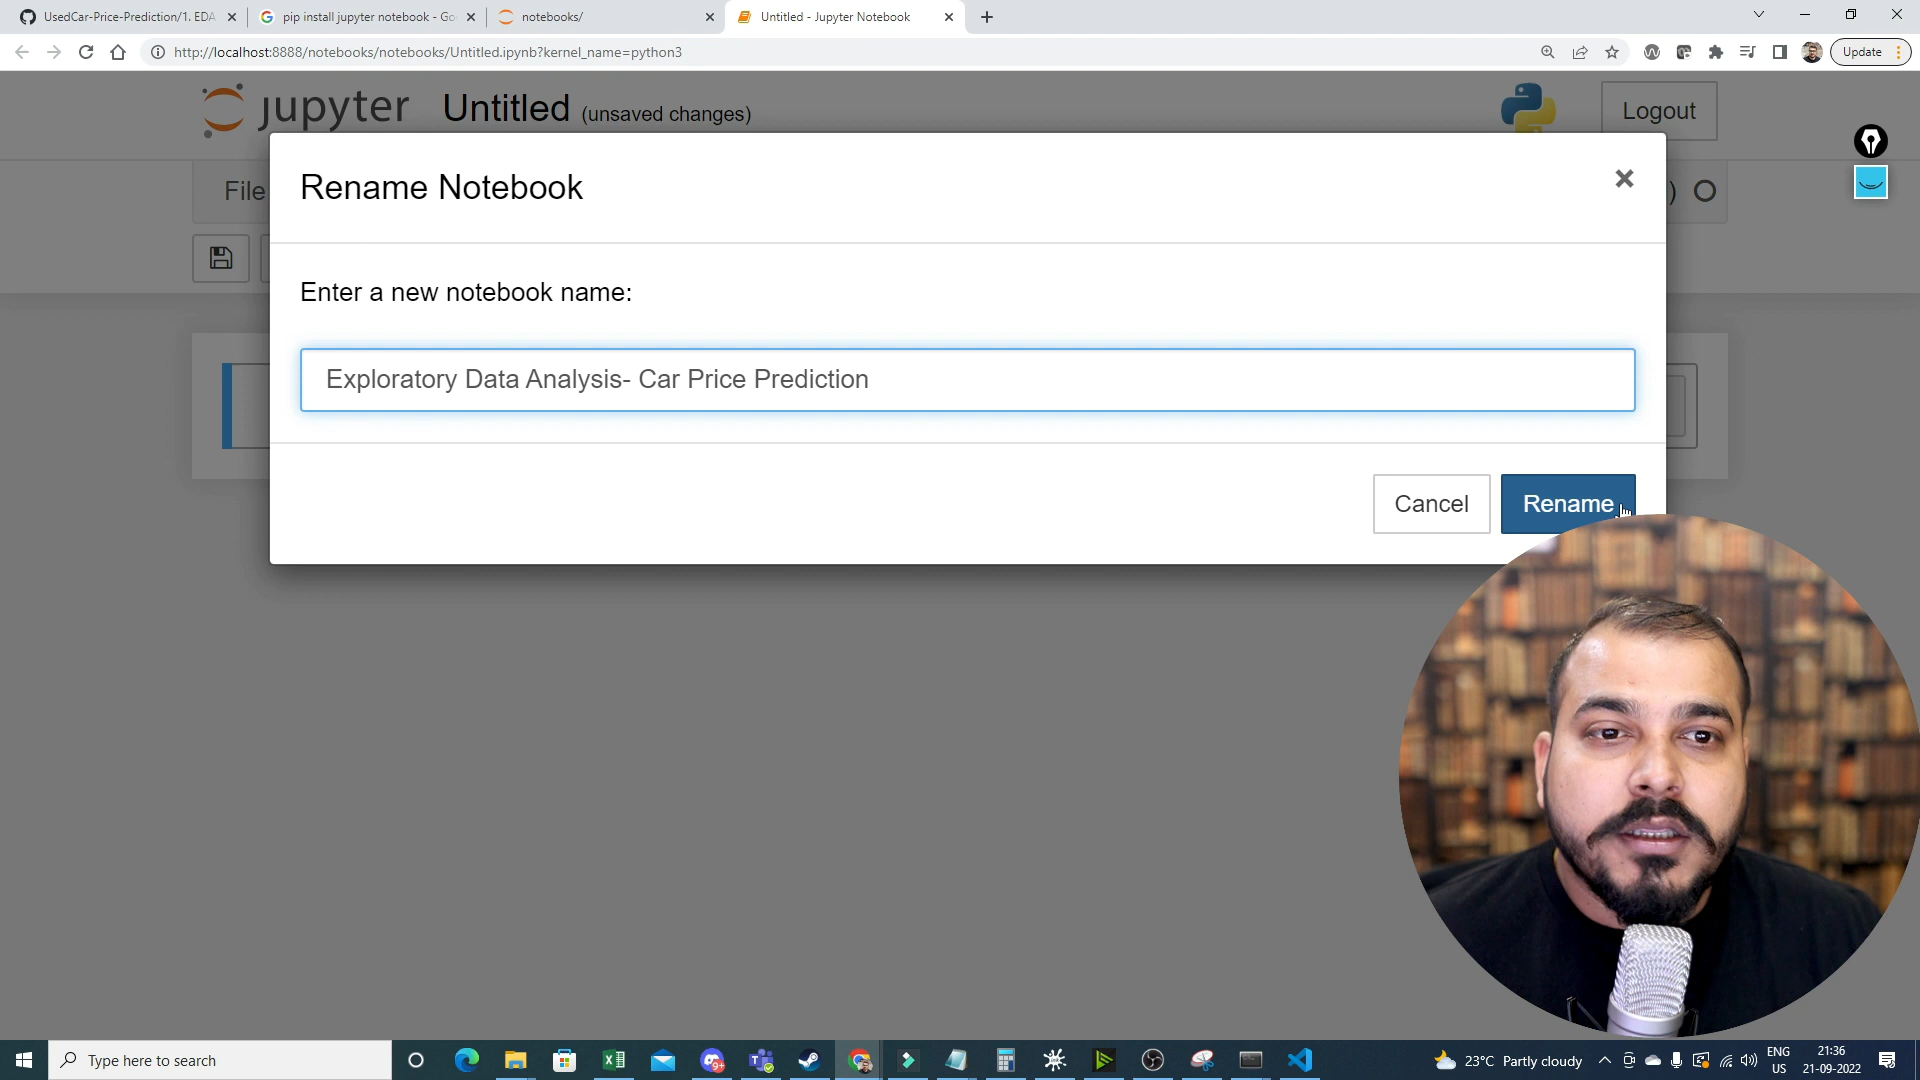 UsedCar-Price-Prediction/1. EDA
pip install jupyter notebook - Go
notebooks/
Untitled - Jupyter Notebook
http://localhost:8888/notebooks/notebooks/Untitled.ipynb?kernel_name=python3
Update
jupyter Untitled (unsaved changes)
Logout
Rename Notebook
File
)
Enter a new notebook name:
Exploratory Data Analysis- Car Price Prediction
Cancel
Rename
Type here to search
9+
23°C Partly cloudy
ENG
US
21:36
21-09-2022